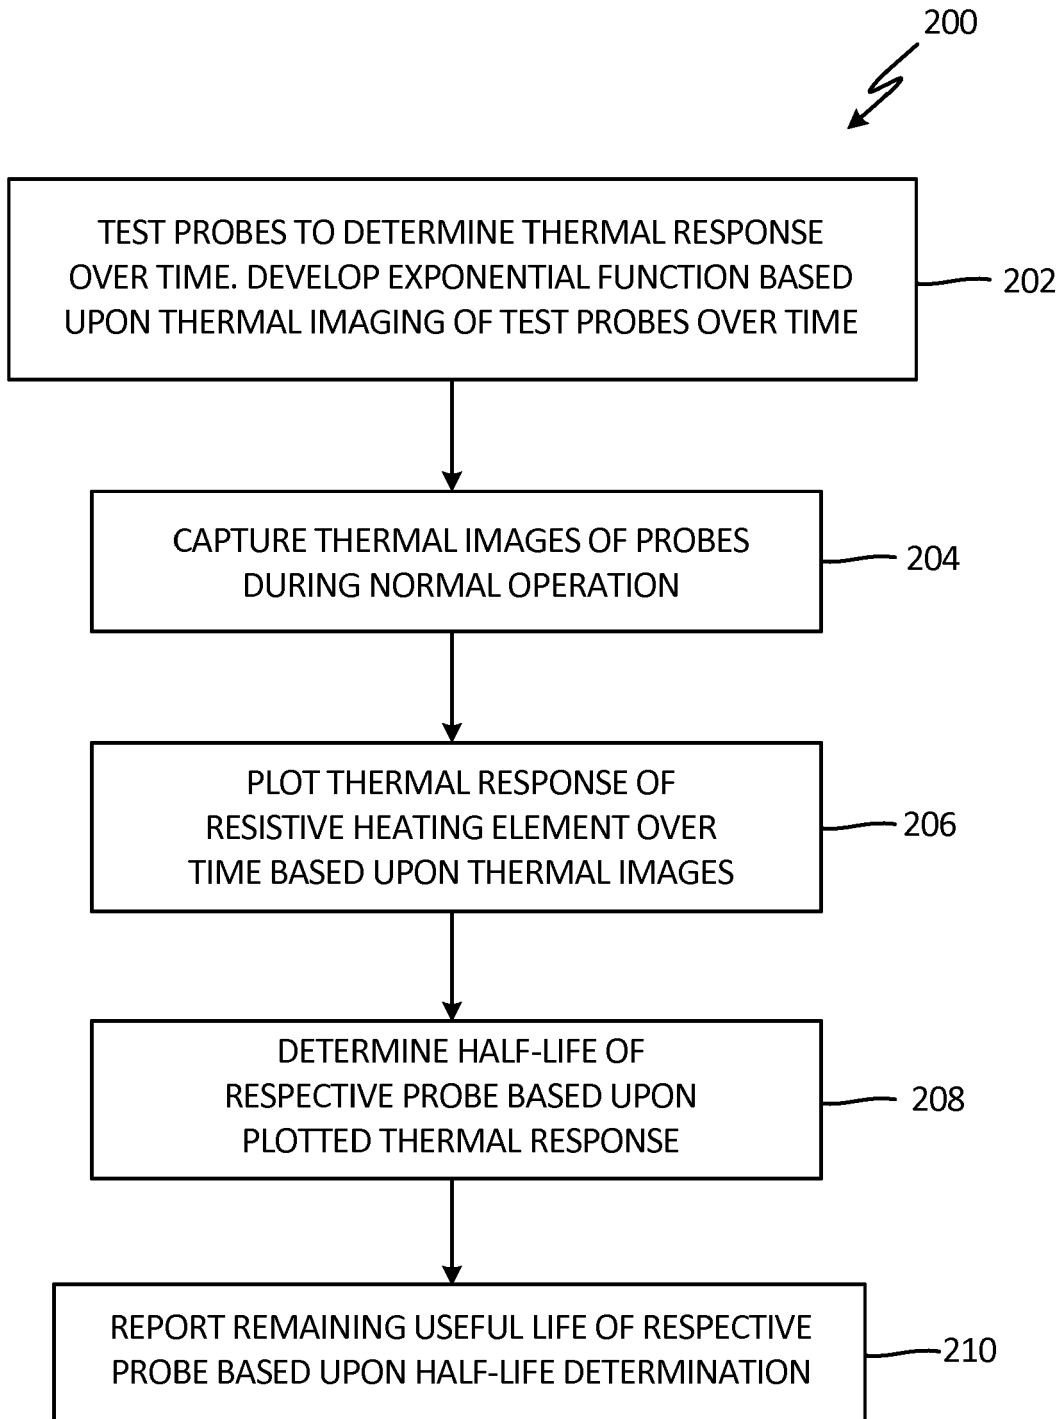 200
TEST PROBES TO DETERMINE THERMAL RESPONSE
OVER TIME. DEVELOP EXPONENTIAL FUNCTION BASED
UPON THERMAL IMAGING OF TEST PROBES OVER TIME
202
CAPTURE THERMAL IMAGES OF PROBES
DURING NORMAL OPERATION
204
PLOT THERMAL RESPONSE OF
RESISTIVE HEATING ELEMENT OVER
TIME BASED UPON THERMAL IMAGES
206
DETERMINE HALF-LIFE OF
RESPECTIVE PROBE BASED UPON
PLOTTED THERMAL RESPONSE
208
REPORT REMAINING USEFUL LIFE OF RESPECTIVE
PROBE BASED UPON HALF-LIFE DETERMINATION
210